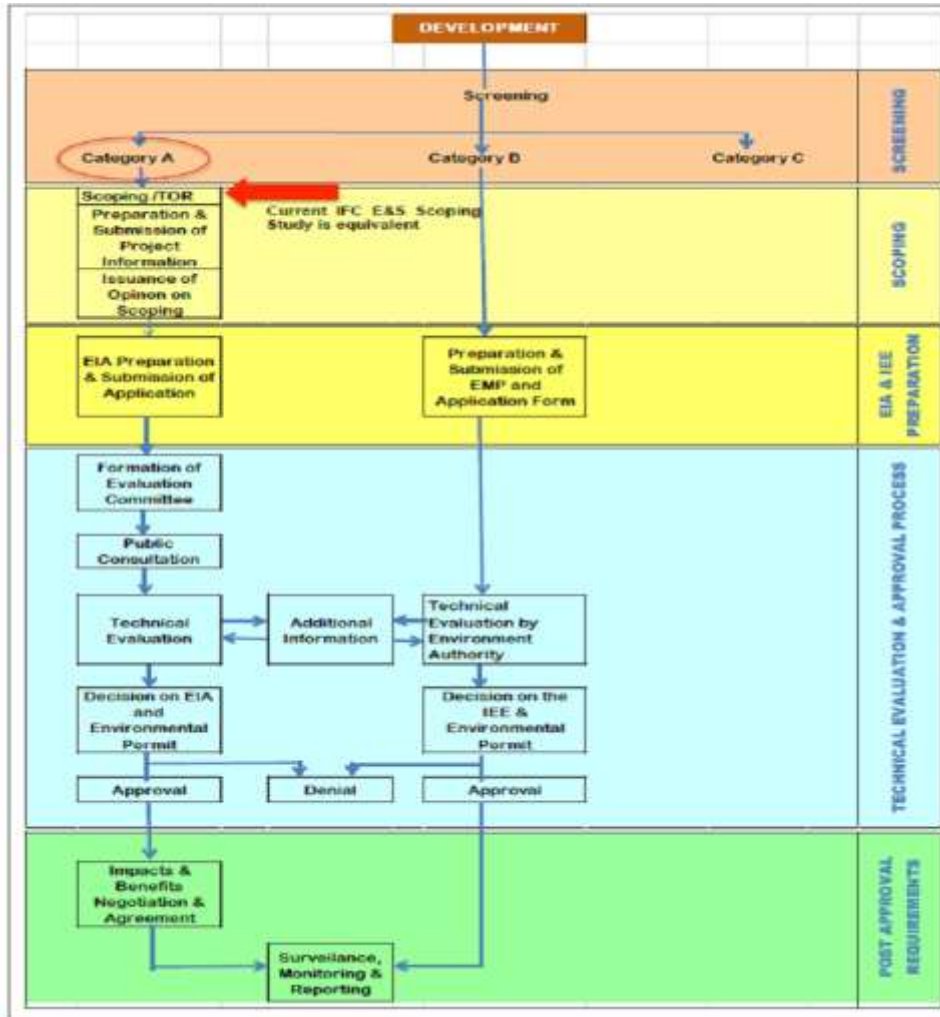 DEVELOPMENT
Screening
Category A
Category B
Category C
SCREENING
Scoping /TOR
Preparation &
Submission of
Project
Information
Issuance of
Opinon on
Scoping
Current IFC E&S Scoping
Study is equivalent
SCOPING
EIA Preparation
& Submission of
Application
Preparation &
Submission of
EMP and
Application Form
EIA & IEE
PREPARATION
Formation of
Evaluation
Committee
Public
Consultation
Technical
Evaluation
Additional
Information
Technical
Evaluation by
Environment
Authority
Decision on EIA
and
Environmental
Permit
Decision on the
IEE &
Environmental
Permit
Approval
Denial
Approval
TECHNICAL EVALUATION & APPROVAL PROCESS
Impacts &
Benefits
Negotiation &
Agreement
Surveilance,
Monitoring &
Reporting
POST APPROVAL
REQUIREMENTS